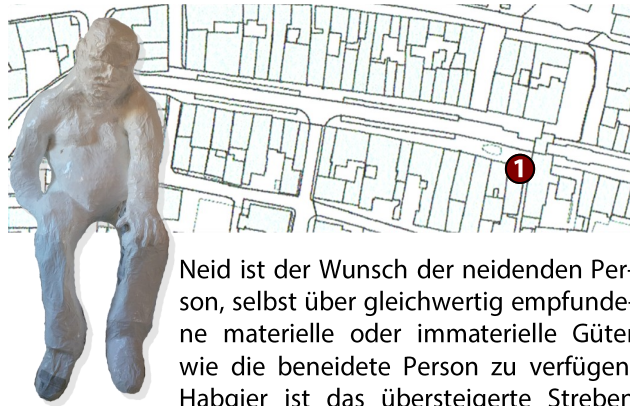 1
Neid ist der Wunsch der neidenden Per-
son, selbst über gleichwertig empfunde-
ne materielle oder immaterielle Güter
wie die beneidete Person zu verfügen.
Habgier ist das übersteigerte Streben